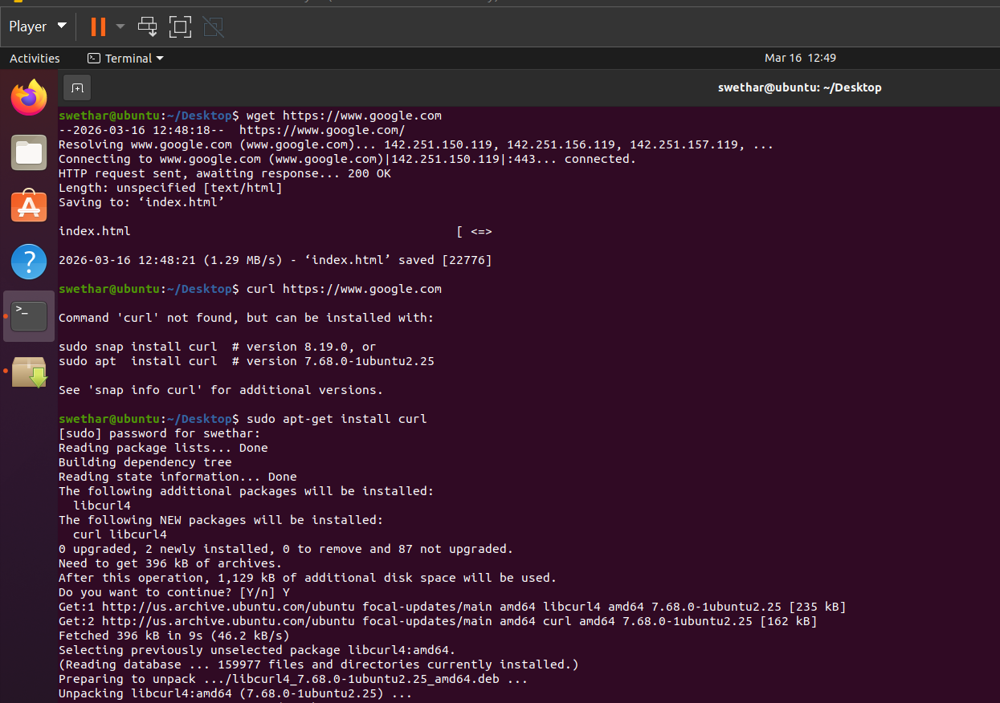 Player
Activities
Terminal
Mar 16 12:49
swethar@ubuntu: ~/Desktop
swethar@ubuntu:~/Desktop$ wget https://www.google.com
--2026-03-16 12:48:18--  https://www.google.com/
Resolving www.google.com (www.google.com)... 142.251.150.119, 142.251.156.119, 142.251.157.119, ...
Connecting to www.google.com (www.google.com)|142.251.150.119|:443... connected.
HTTP request sent, awaiting response... 200 OK
Length: unspecified [text/html]
Saving to: ‘index.html’
index.html [ <=>
2026-03-16 12:48:21 (1.29 MB/s) - ‘index.html’ saved [22776]
swethar@ubuntu:~/Desktop$ curl https://www.google.com
Command 'curl' not found, but can be installed with:
sudo snap install curl  # version 8.19.0, or
sudo apt  install curl  # version 7.68.0-1ubuntu2.25
See 'snap info curl' for additional versions.
swethar@ubuntu:~/Desktop$ sudo apt-get install curl
[sudo] password for swethar:
Reading package lists... Done
Building dependency tree
Reading state information... Done
The following additional packages will be installed:
  libcurl4
The following NEW packages will be installed:
  curl libcurl4
0 upgraded, 2 newly installed, 0 to remove and 87 not upgraded.
Need to get 396 kB of archives.
After this operation, 1,129 kB of additional disk space will be used.
Do you want to continue? [Y/n] Y
Get:1 http://us.archive.ubuntu.com/ubuntu focal-updates/main amd64 libcurl4 amd64 7.68.0-1ubuntu2.25 [235 kB]
Get:2 http://us.archive.ubuntu.com/ubuntu focal-updates/main amd64 curl amd64 7.68.0-1ubuntu2.25 [162 kB]
Fetched 396 kB in 9s (46.2 kB/s)
Selecting previously unselected package libcurl4:amd64.
(Reading database ... 159977 files and directories currently installed.)
Preparing to unpack .../libcurl4_7.68.0-1ubuntu2.25_amd64.deb ...
Unpacking libcurl4:amd64 (7.68.0-1ubuntu2.25) ...